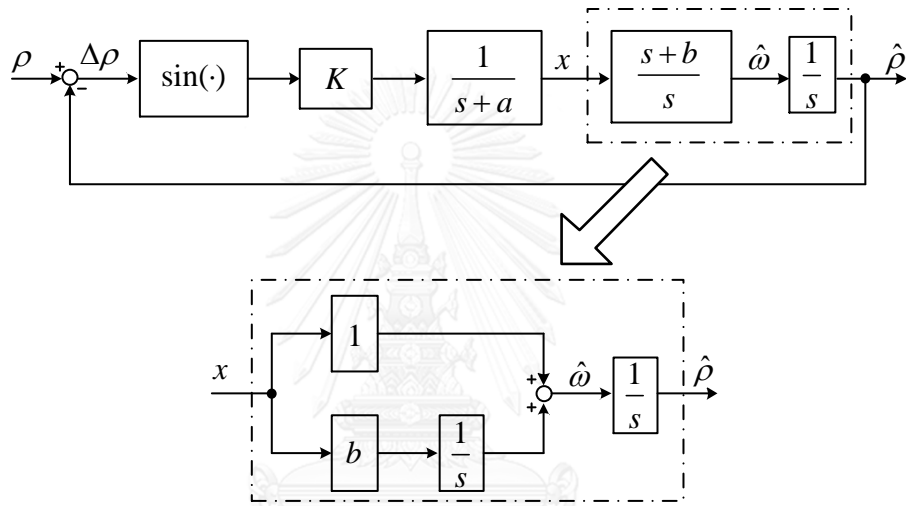 ρ + − Δρ sin(·) K 1/(s+a) x (s+b)/s ω̂ 1/s ρ̂
1
x + + ω̂ 1/s ρ̂
b 1/s